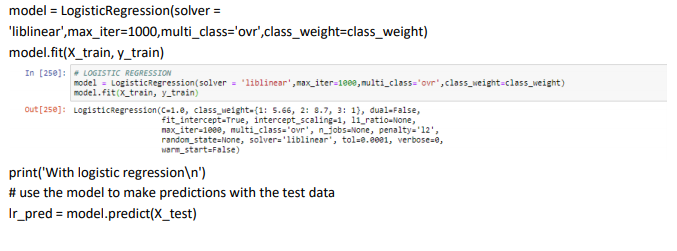 model = LogisticRegression(solver =
'liblinear',max_iter=1000,multi_class='ovr',class_weight=class_weight)
model.fit(X_train, y_train)
In [250]: # LOGISTIC REGRESSION
model = LogisticRegression(solver = 'liblinear',max_iter=1000,multi_class='ovr',class_weight=class_weight)
model.fit(X_train, y_train)
Out[250]: LogisticRegression(C=1.0, class_weight={1: 5.66, 2: 8.7, 3: 1}, dual=False,
fit_intercept=True, intercept_scaling=1, l1_ratio=None,
max_iter=1000, multi_class='ovr', n_jobs=None, penalty='l2',
random_state=None, solver='liblinear', tol=0.0001, verbose=0,
warm_start=False)
print('With logistic regression\n')
# use the model to make predictions with the test data
lr_pred = model.predict(X_test)